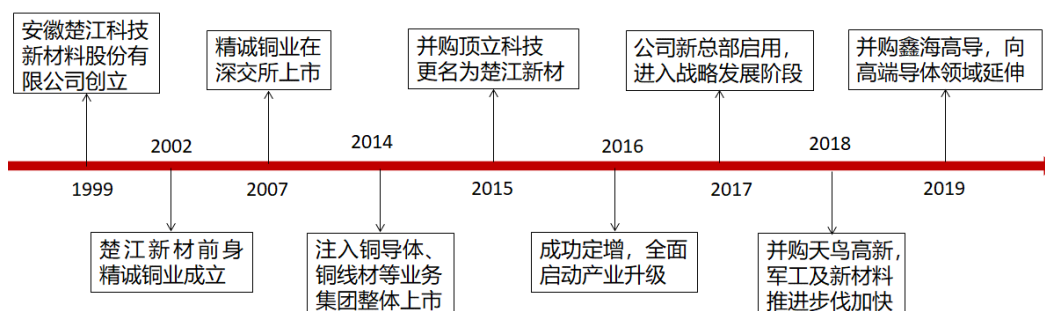 安徽楚江科技
新材料股份有
限公司创立
精诚铜业在
深交所上市
并购顶立科技
更名为楚江新材
公司新总部启用，
进入战略发展阶段
并购鑫海高导，向
高端导体领域延伸
2002
2014
2016
2018
1999
2007
2015
2017
2019
楚江新材前身
精诚铜业成立
注入铜导体、
铜线材等业务
集团整体上市
成功定增，全面
启动产业升级
并购天鸟高新，
军工及新材料
推进步伐加快